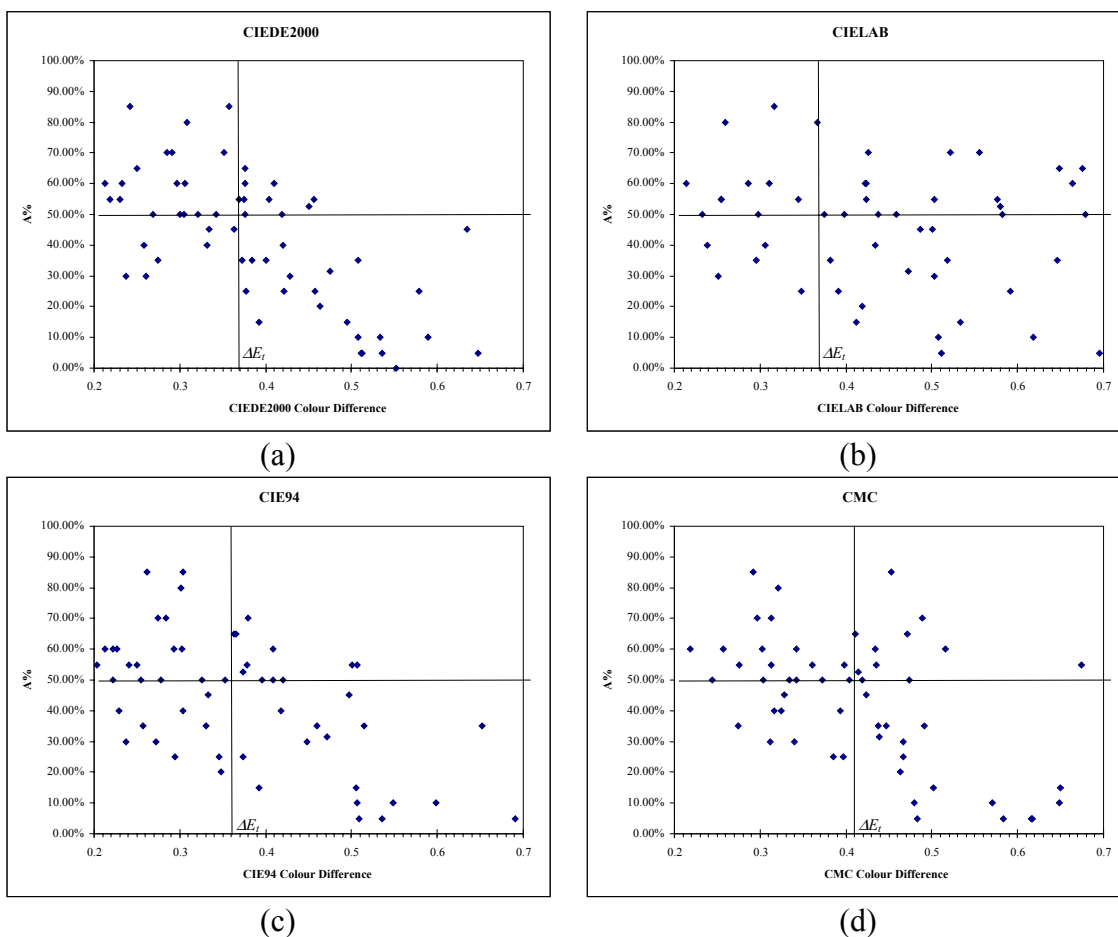 CIEDE2000
100.00%
90.00%
80.00%
70.00%
60.00%
50.00%
40.00%
30.00%
20.00%
10.00%
0.00%
A%
ΔEt
0.2 0.3 0.4 0.5 0.6 0.7
CIEDE2000 Colour Difference
(a)
CIELAB
100.00%
90.00%
80.00%
70.00%
60.00%
50.00%
40.00%
30.00%
20.00%
10.00%
0.00%
A%
ΔEt
0.2 0.3 0.4 0.5 0.6 0.7
CIELAB Colour Difference
(b)
CIE94
100.00%
90.00%
80.00%
70.00%
60.00%
50.00%
40.00%
30.00%
20.00%
10.00%
0.00%
A%
ΔEt
0.2 0.3 0.4 0.5 0.6 0.7
CIE94 Colour Difference
(c)
CMC
100.00%
90.00%
80.00%
70.00%
60.00%
50.00%
40.00%
30.00%
20.00%
10.00%
0.00%
A%
ΔEt
0.2 0.3 0.4 0.5 0.6 0.7
CMC Colour Difference
(d)